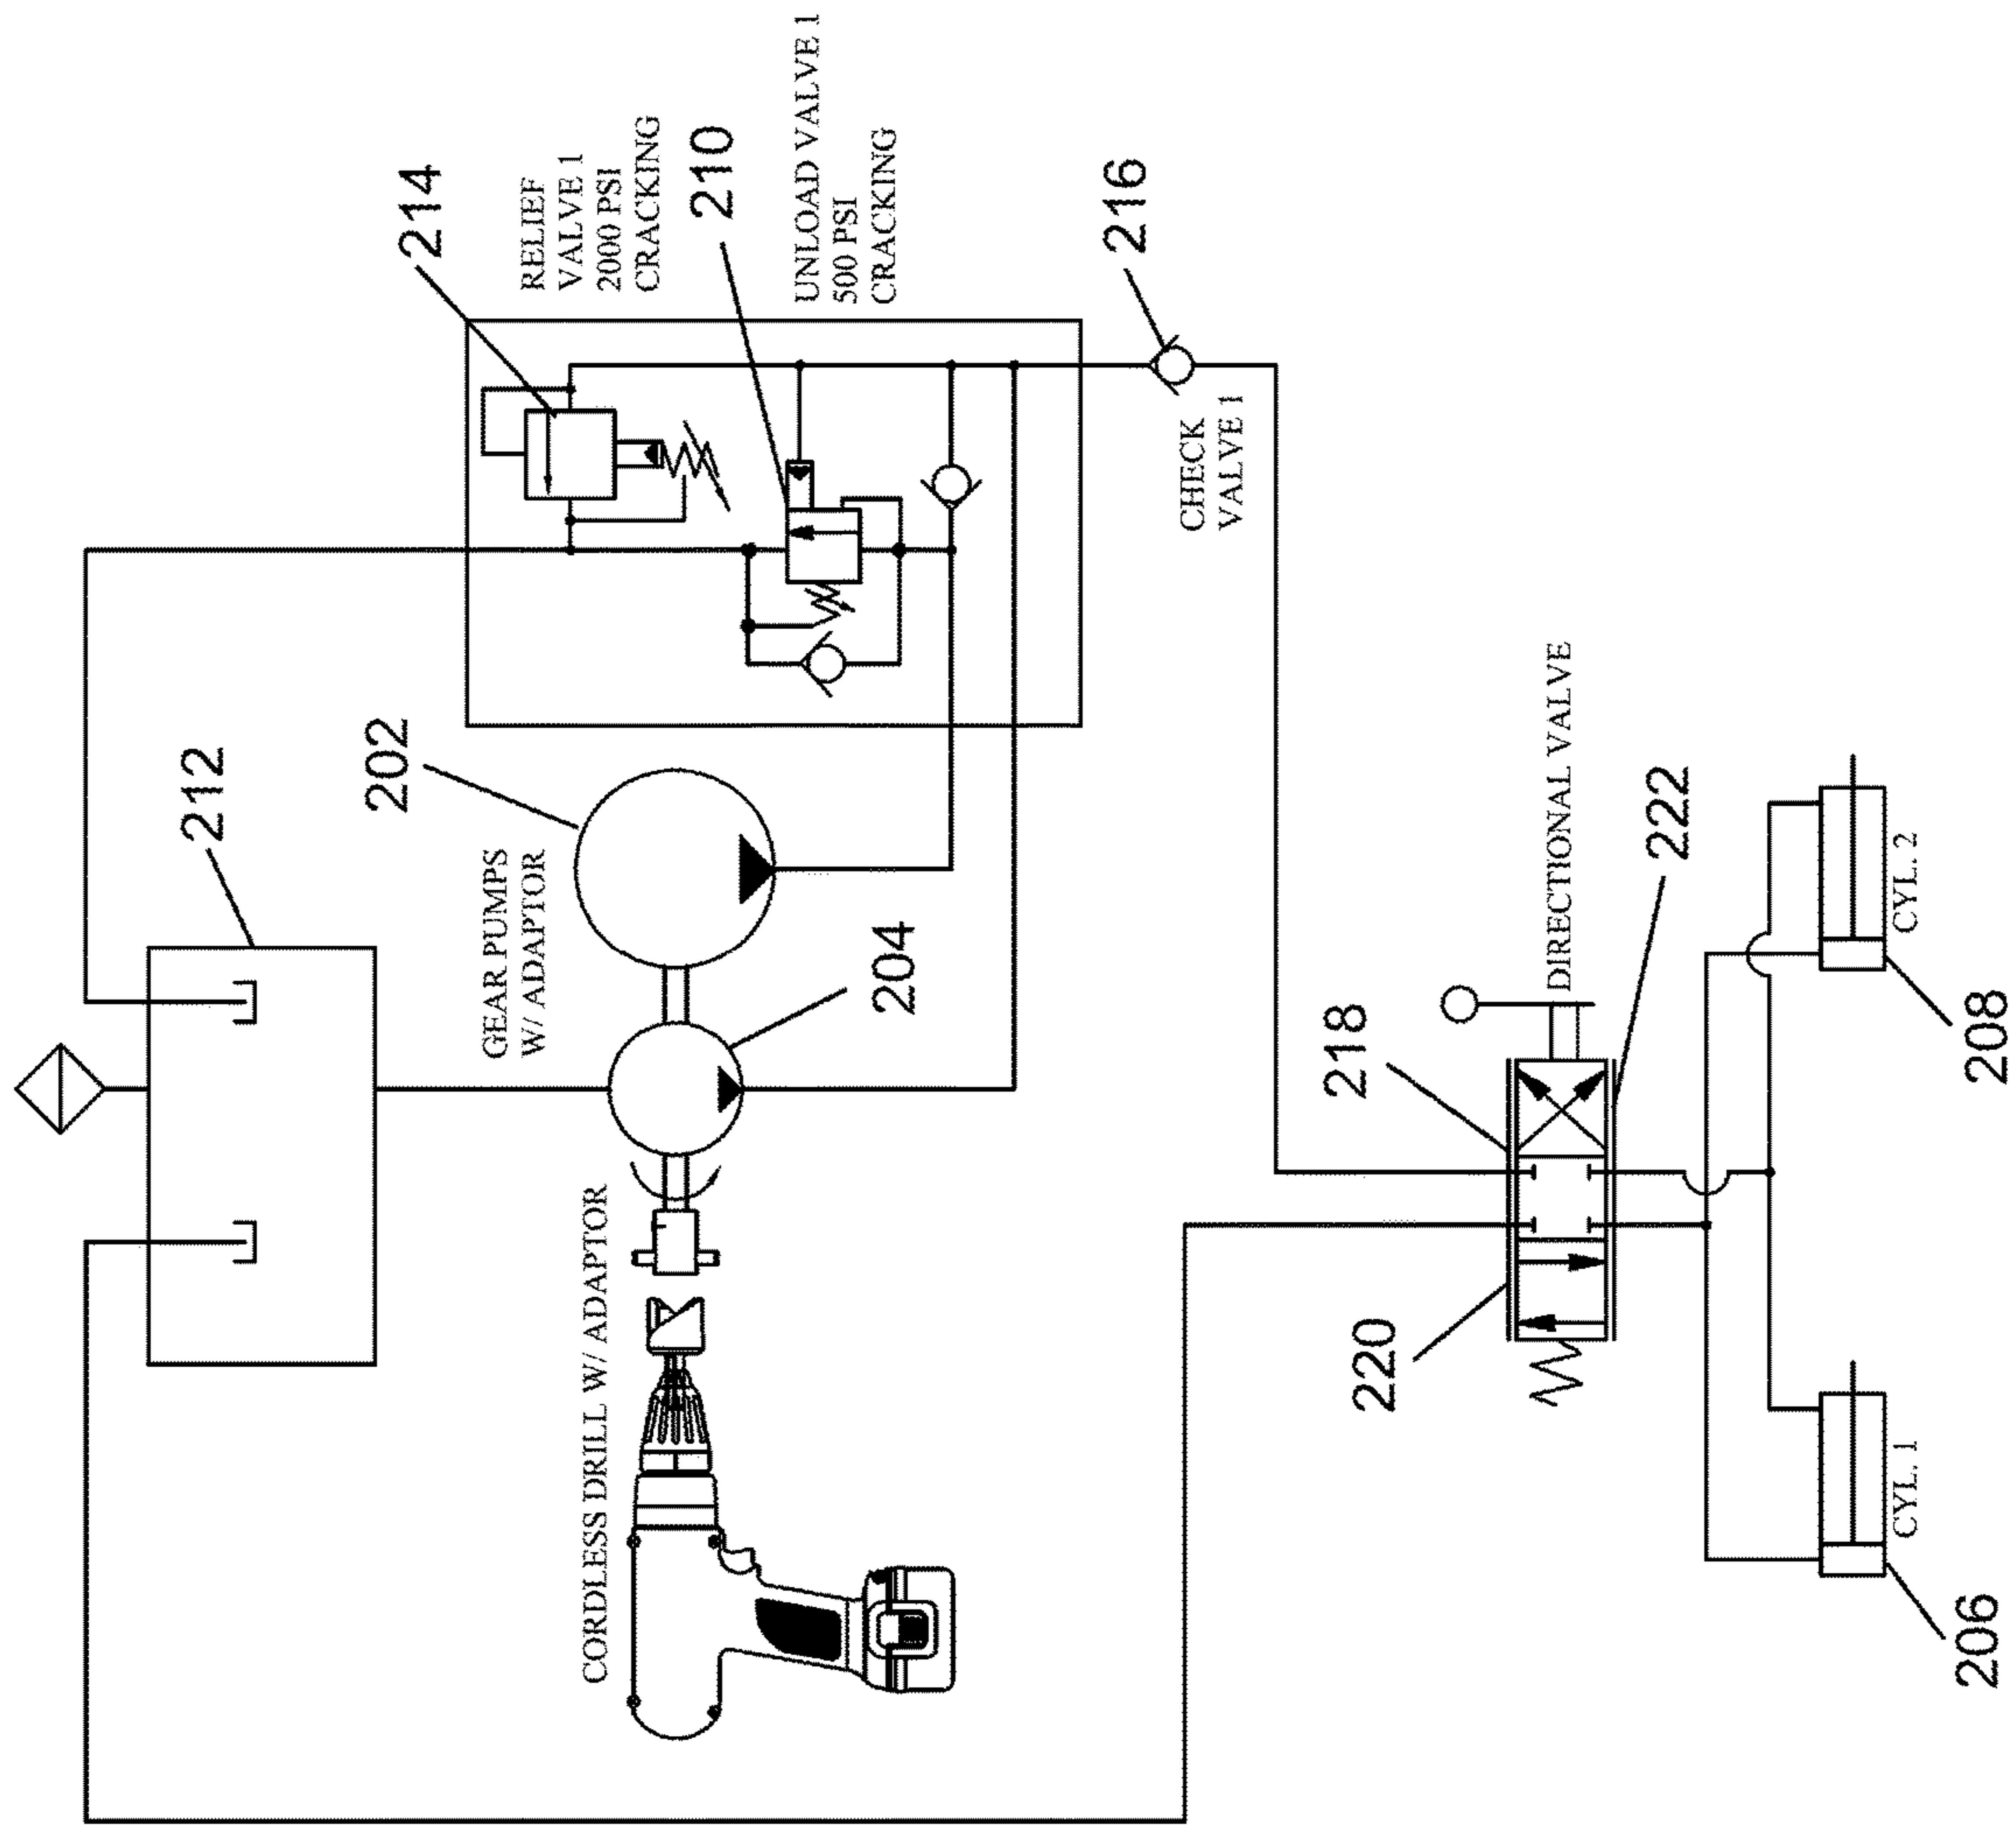 212
202
GEAR PUMPS
W/ ADAPTOR
204
CORDLESS DRILL W/ ADAPTOR
214
RELIEF
VALVE 1
2000 PSI
CRACKING
210
UNLOAD VALVE 1
500 PSI
CRACKING
216
CHECK
VALVE 1
218
220
DIRECTIONAL VALVE
222
206
CYL. 1
208
CYL. 2